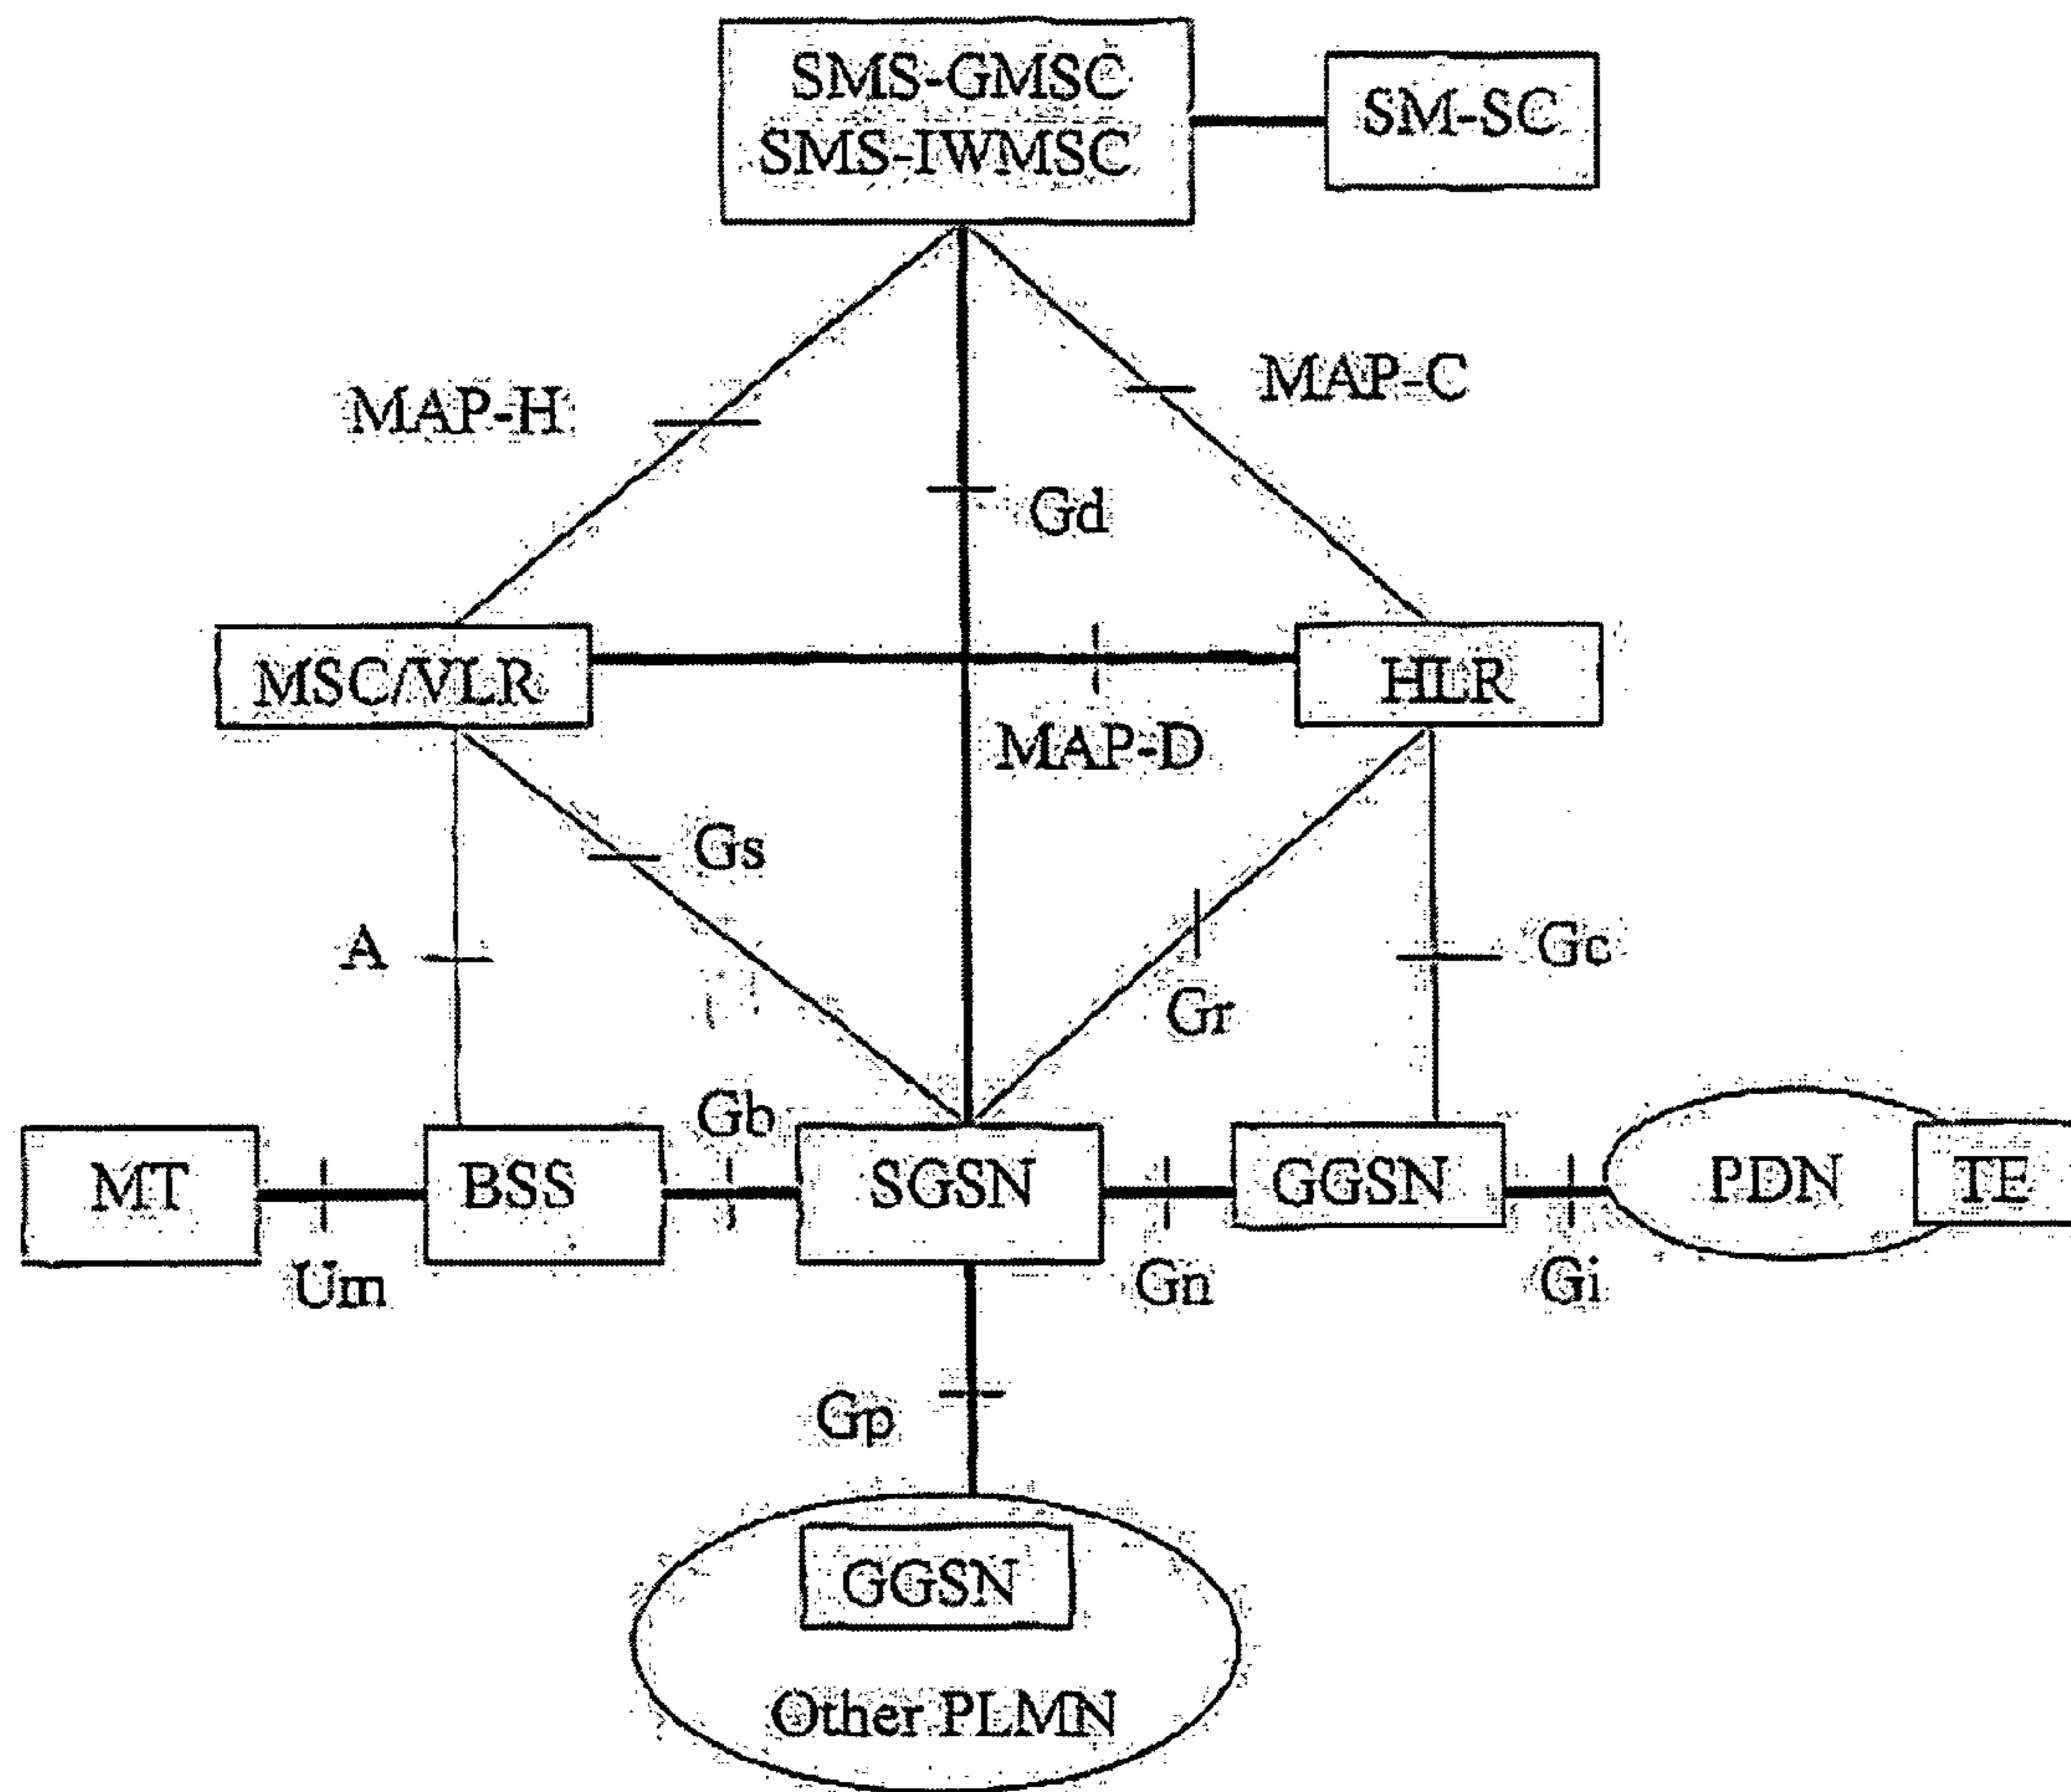 SMS-GMSC
SMS-IWMSC
SM-SC
MAP-H
MAP-C
Gd
MSC/VLR
HLR
MAP-D
Gs
A
Gc
Gr
Gb
MT
BSS
SGSN
GGSN
PDN
TE
Um
Gn
Gi
Gp
GGSN
Other PLMN